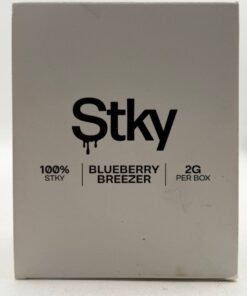 Stky
100% STKY
BLUEBERRY BREEZER
2G PER BOX